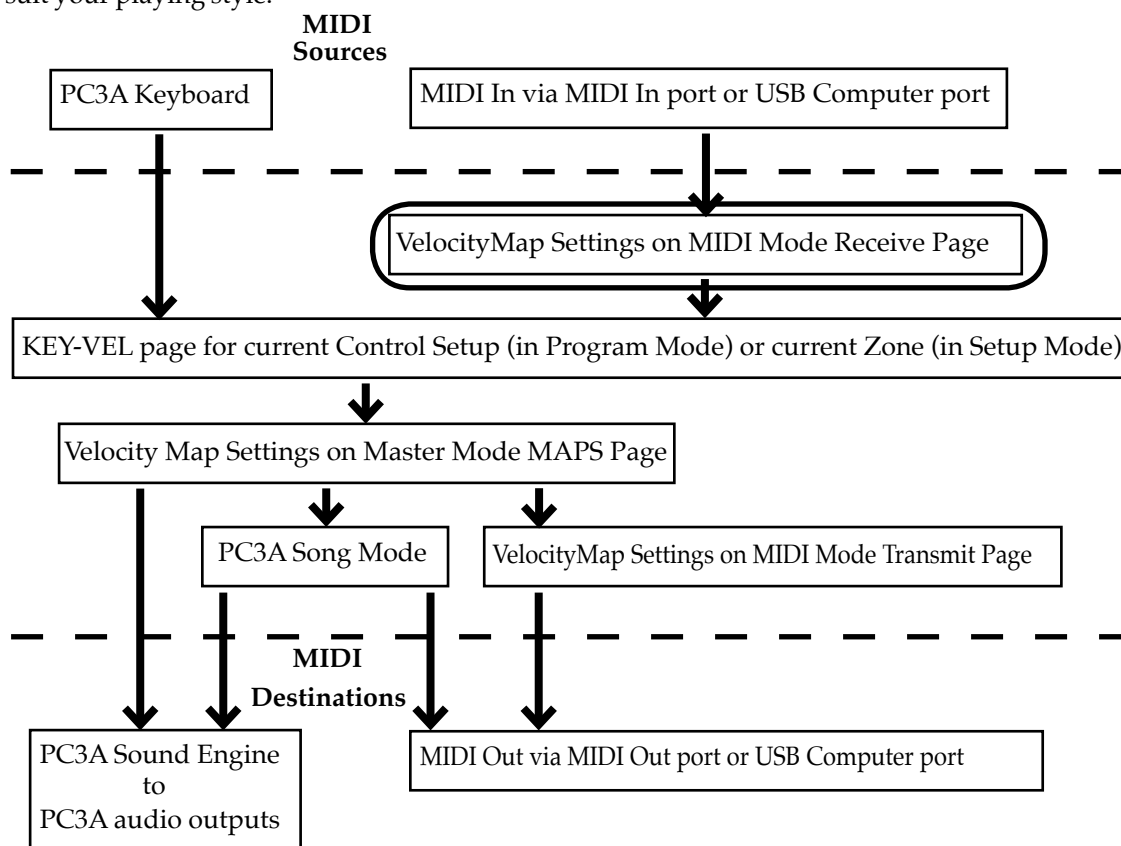 suit your playing style.
MIDI
Sources
PC3A Keyboard
MIDI In via MIDI In port or USB Computer port
VelocityMap Settings on MIDI Mode Receive Page
KEY-VEL page for current Control Setup (in Program Mode) or current Zone (in Setup Mode)
Velocity Map Settings on Master Mode MAPS Page
PC3A Song Mode
VelocityMap Settings on MIDI Mode Transmit Page
MIDI
Destinations
PC3A Sound Engine
to
PC3A audio outputs
MIDI Out via MIDI Out port or USB Computer port